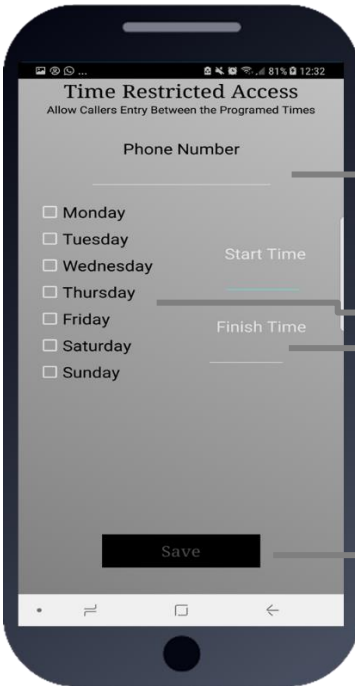 ... 81% 12:32
Time Restricted Access
Allow Callers Entry Between the Programed Times
Phone Number
Monday
Tuesday
Wednesday
Start Time
Thursday
Friday
Finish Time
Saturday
Sunday
Save